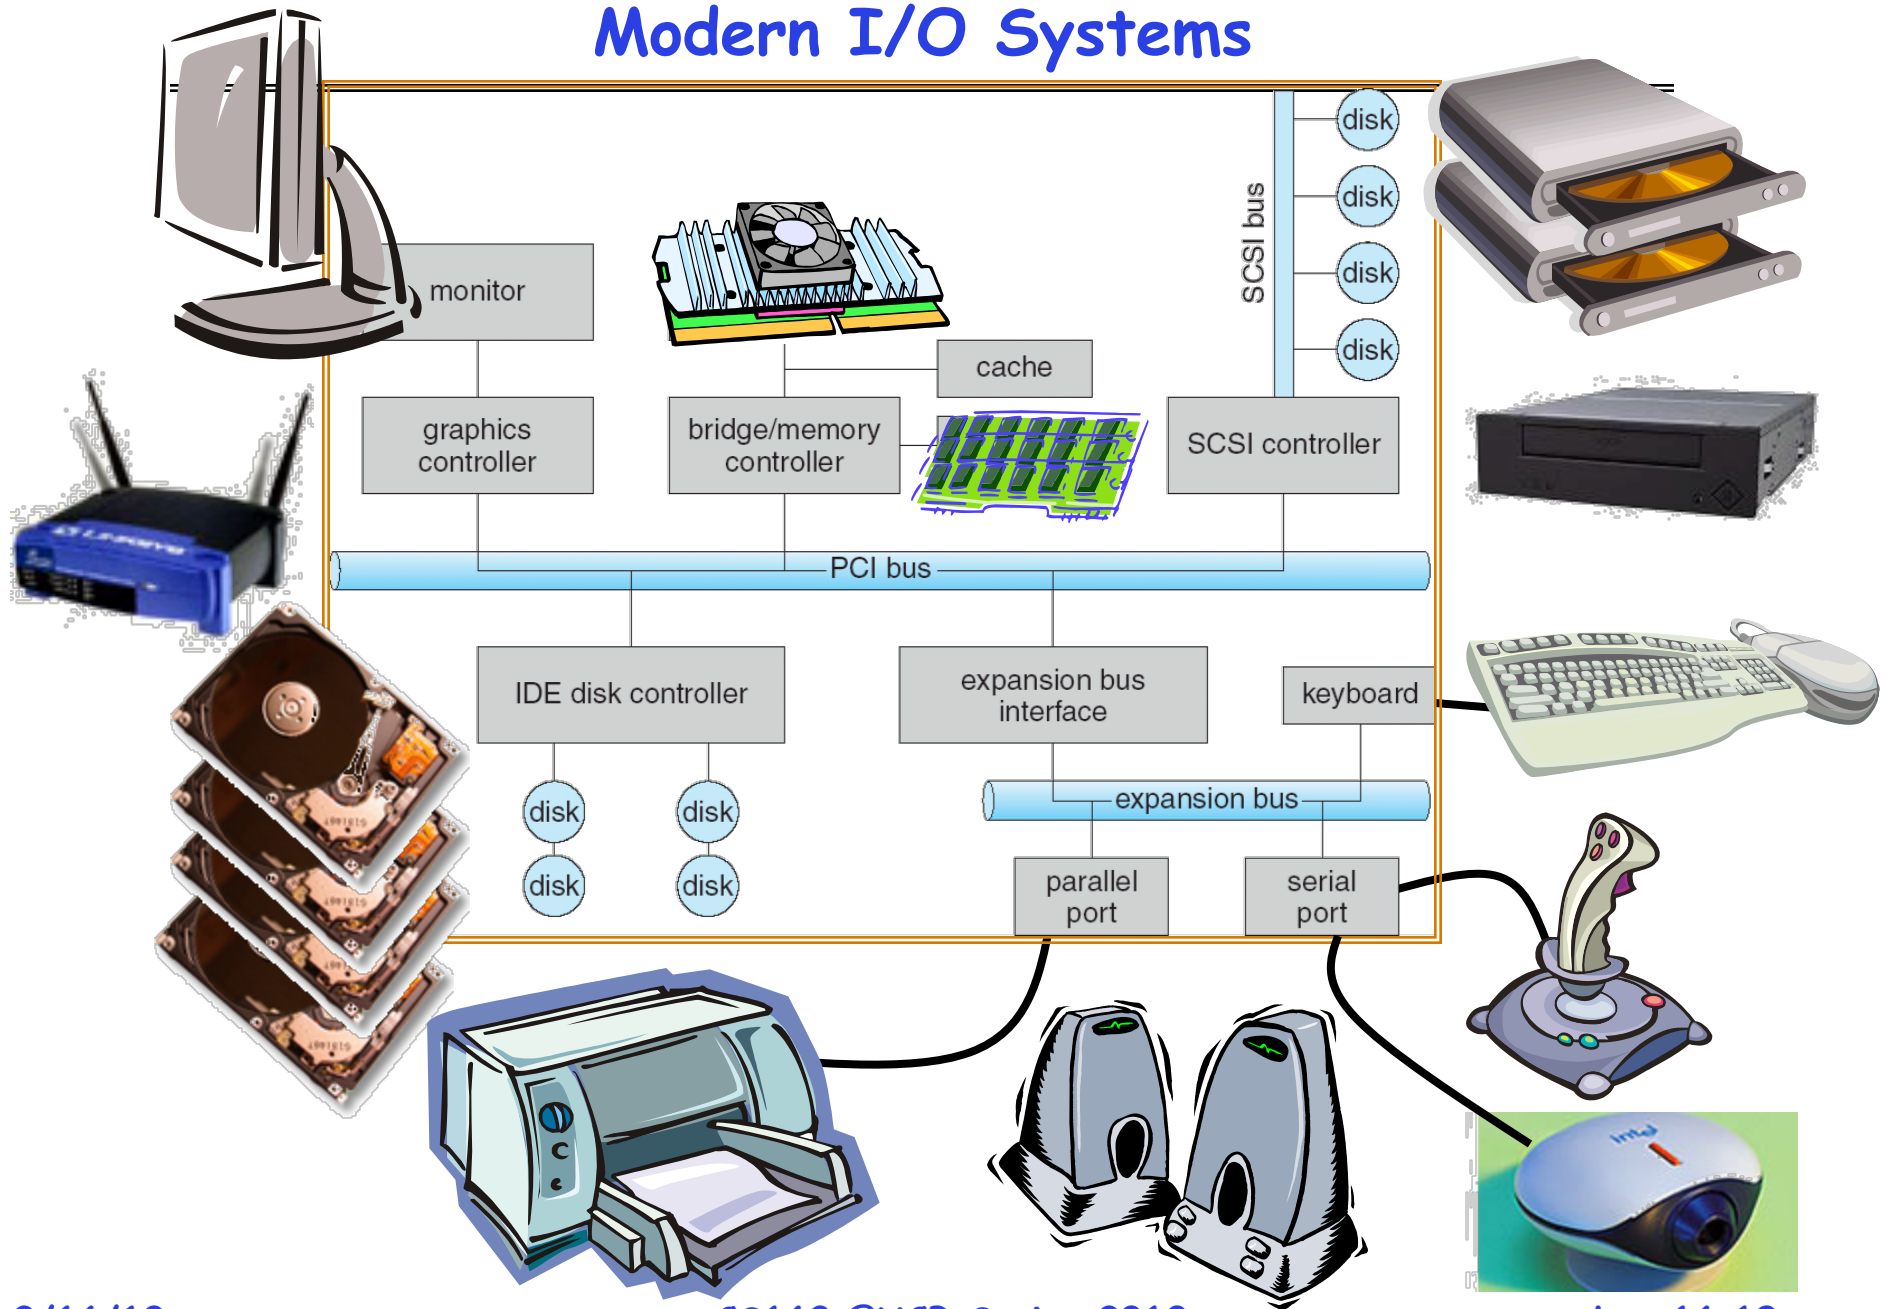 Modern I/O Systems
disk
disk
SCSI bus
disk
disk
monitor
cache
graphics
controller
bridge/memory
controller
SCSI controller
PCI bus
IDE disk controller
expansion bus
interface
keyboard
disk
disk
expansion bus
disk
disk
parallel
port
serial
port
intel